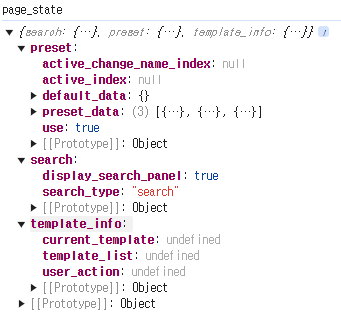 page_state
▼ {search: {…}, preset: {…}, template_info: {…}} i
▼ preset:
active_change_name_index: null
active_index: null
▶ default_data: {}
▶ preset_data: (3) [{…}, {…}, {…}]
use: true
▶ [[Prototype]]: Object
▼ search:
display_search_panel: true
search_type: "search"
▶ [[Prototype]]: Object
▼ template_info:
current_template: undefined
template_list: undefined
user_action: undefined
▶ [[Prototype]]: Object
▶ [[Prototype]]: Object